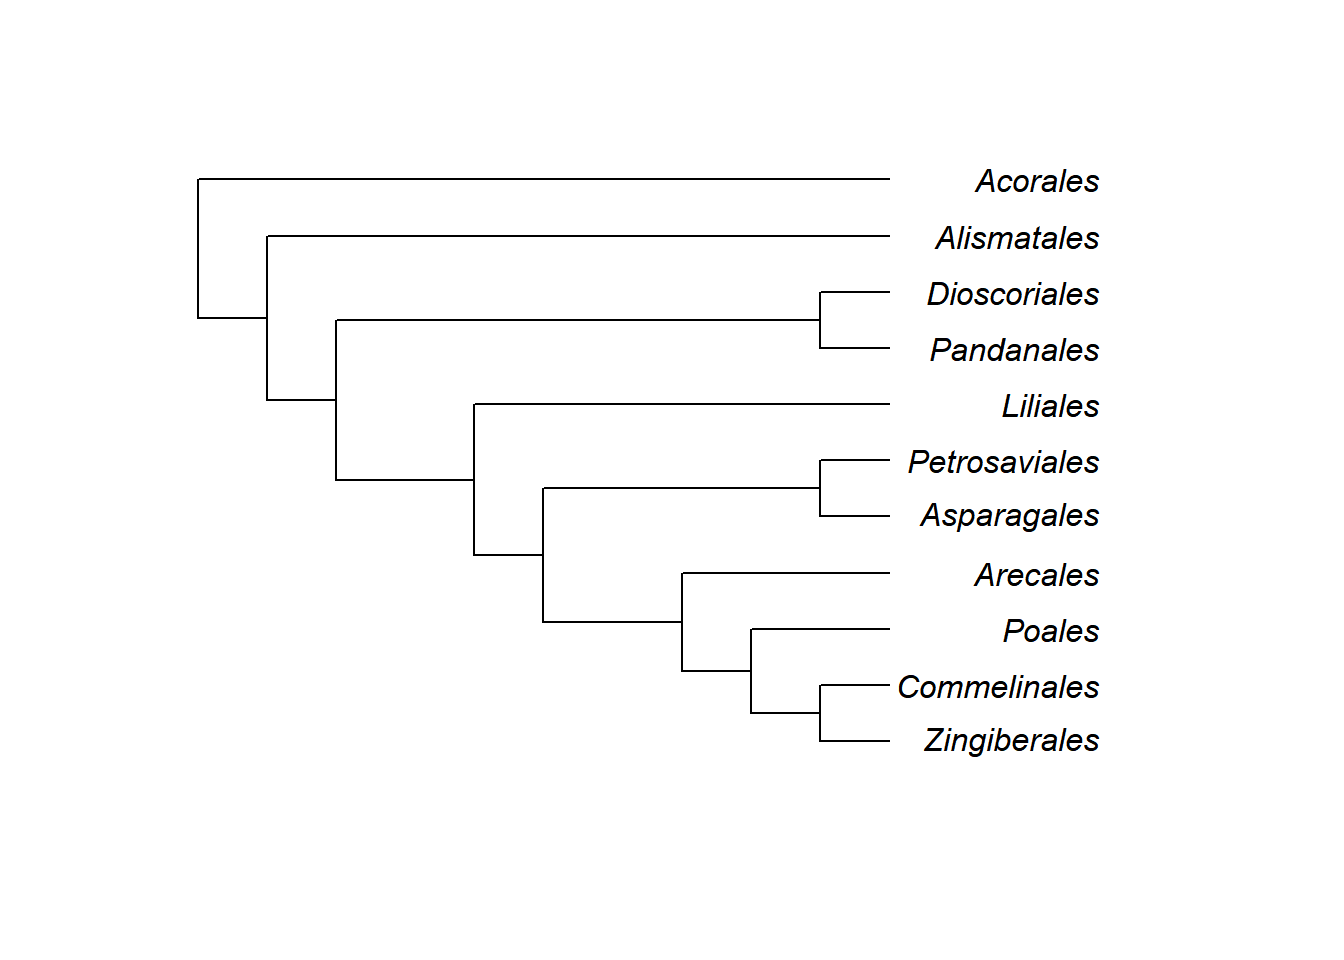 Acorales
Alismatales
Dioscoriales
Pandanales
Liliales
Petrosaviales
Asparagales
Arecales
Poales
Commelinales
Zingiberales